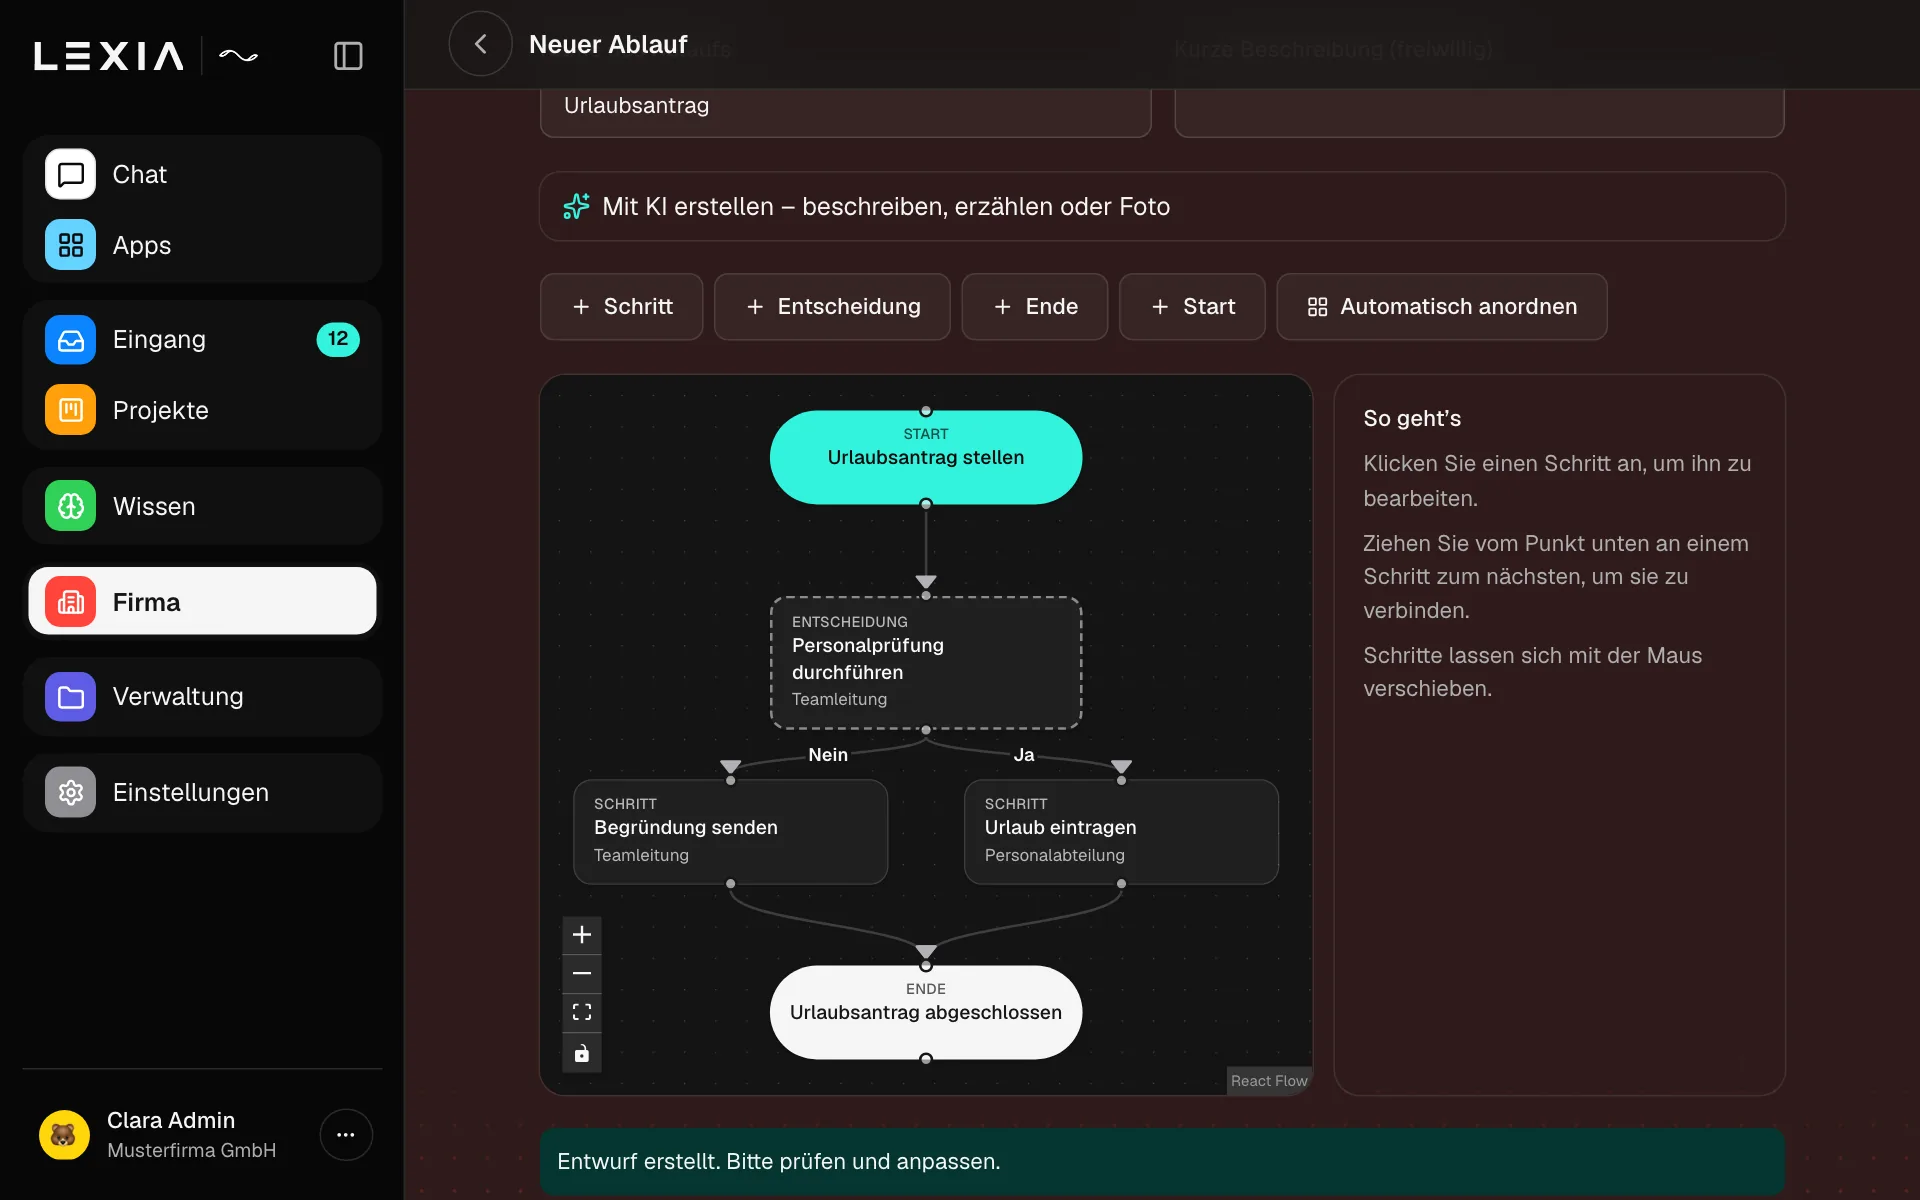 LEXIA
Neuer Ablauf
Kurze Beschreibung (freiwillig)
Urlaubsantrag
Chat
Apps
Eingang
12
Projekte
Wissen
Firma
Verwaltung
Einstellungen
Clara Admin
Musterfirma GmbH
Mit KI erstellen – beschreiben, erzählen oder Foto
Schritt
Entscheidung
Ende
Start
Automatisch anordnen
START
Urlaubsantrag stellen
ENTSCHEIDUNG
Personalprüfung
durchführen
Teamleitung
Nein
Ja
SCHRITT
Begründung senden
Teamleitung
SCHRITT
Urlaub eintragen
Personalabteilung
ENDE
Urlaubsantrag abgeschlossen
React Flow
So geht’s
Klicken Sie einen Schritt an, um ihn zu
bearbeiten.
Ziehen Sie vom Punkt unten an einem
Schritt zum nächsten, um sie zu
verbinden.
Schritte lassen sich mit der Maus
verschieben.
Entwurf erstellt. Bitte prüfen und anpassen.